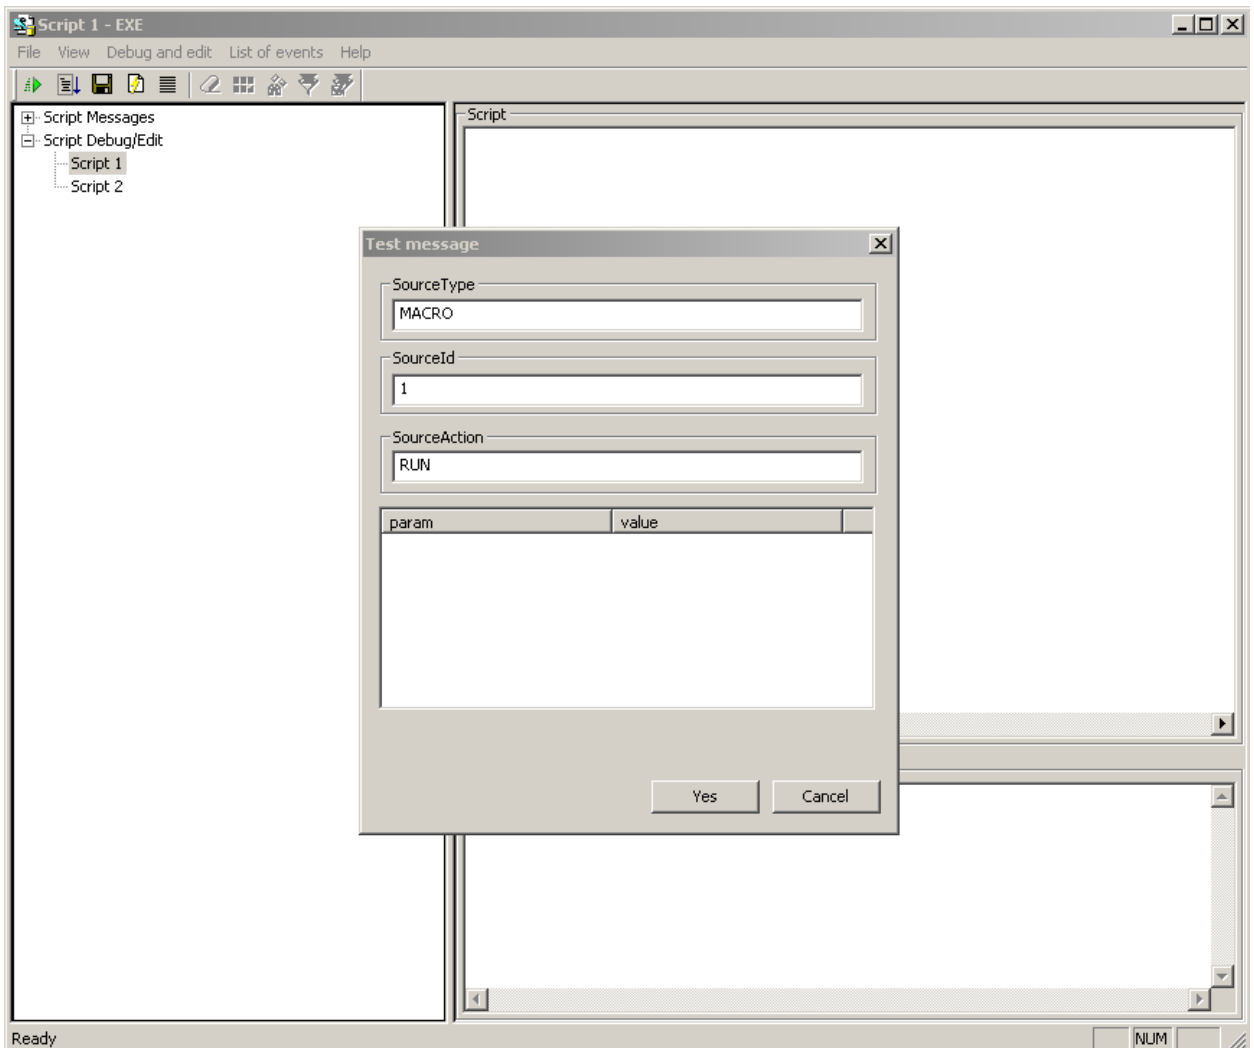 Script 1 - EXE
File View Debug and edit List of events Help
Script Messages
Script Debug/Edit
Script 1
Script 2
Script
Test message
SourceType
MACRO
SourceId
1
SourceAction
RUN
param value
Yes Cancel
Ready NUM